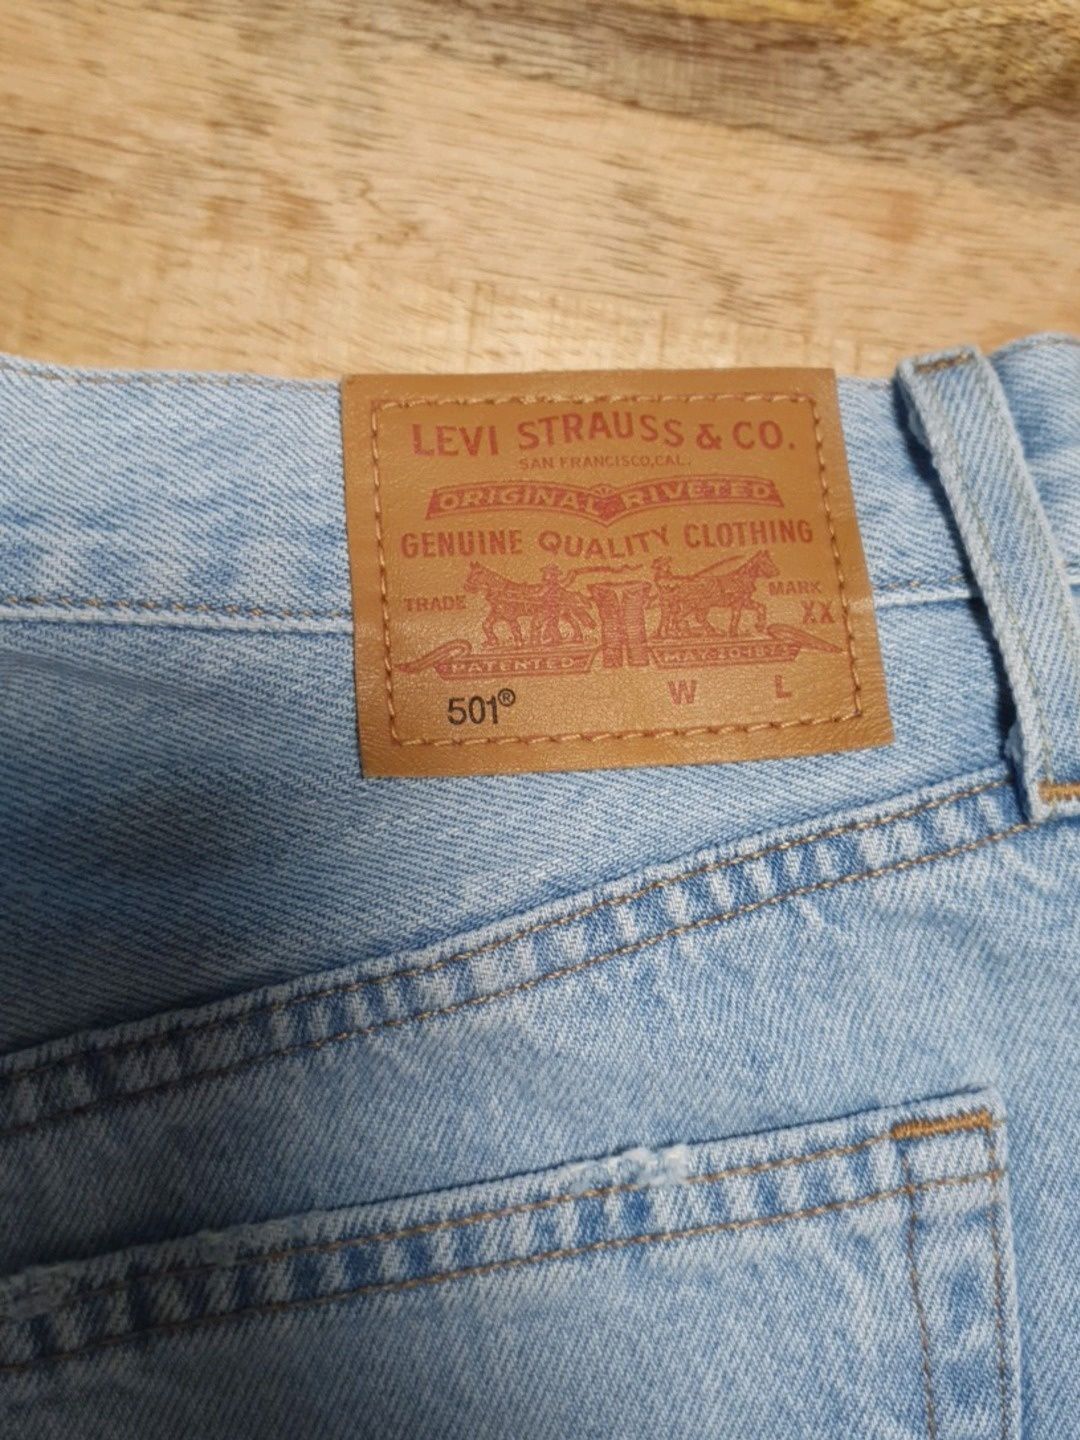 LEVI STRAUSS & CO.
SAN FRANCISCO, CAL.
ORIGINAL RIVETED
GENUINE QUALITY CLOTHING
TRADE MARK
XX
PATENTED MAY 20 1873
501® W L